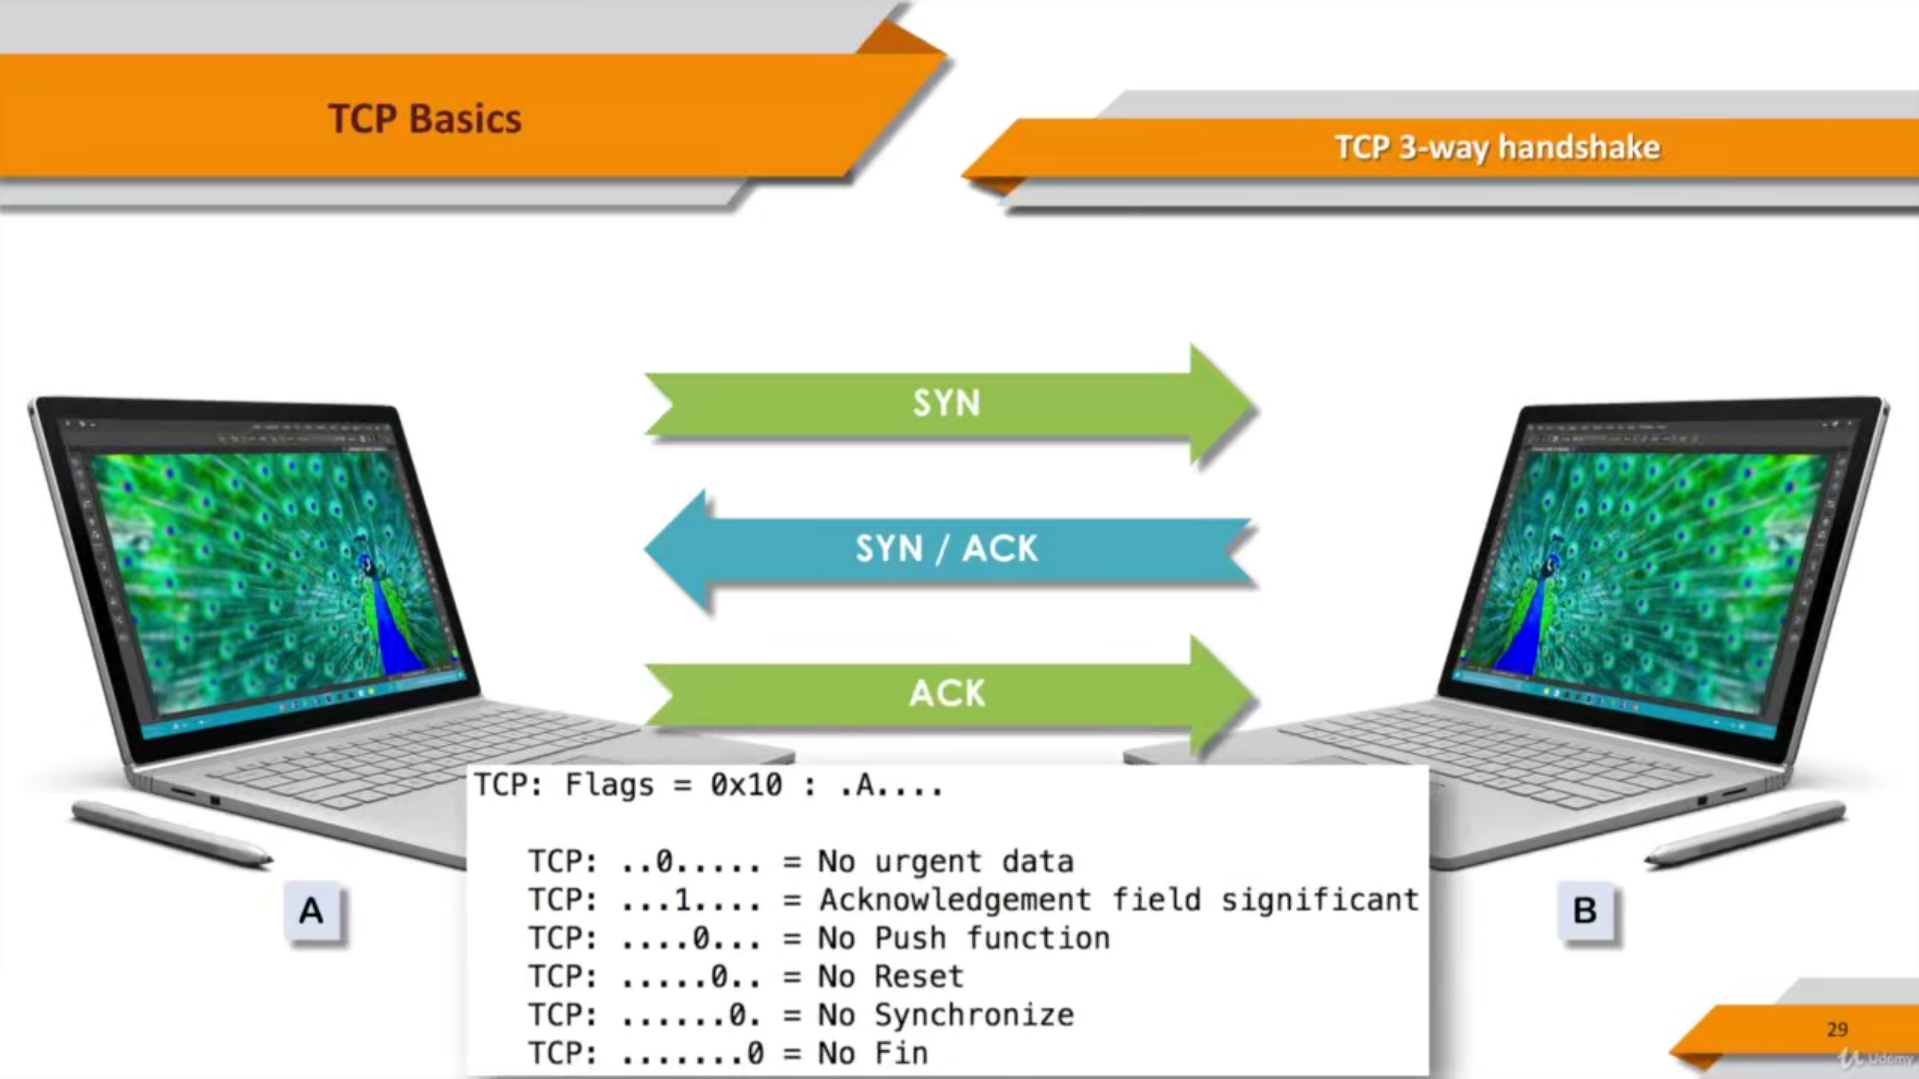 TCP Basics
TCP 3-way handshake
SYN
SYN / ACK
ACK
TCP: Flags = 0x10 : .A....
TCP: ..0..... = No urgent data
TCP: ...1.... = Acknowledgement field significant
TCP: ....0... = No Push function
TCP: .....0.. = No Reset
TCP: ......0. = No Synchronize
TCP: .......0 = No Fin
A
B
29
Udemy